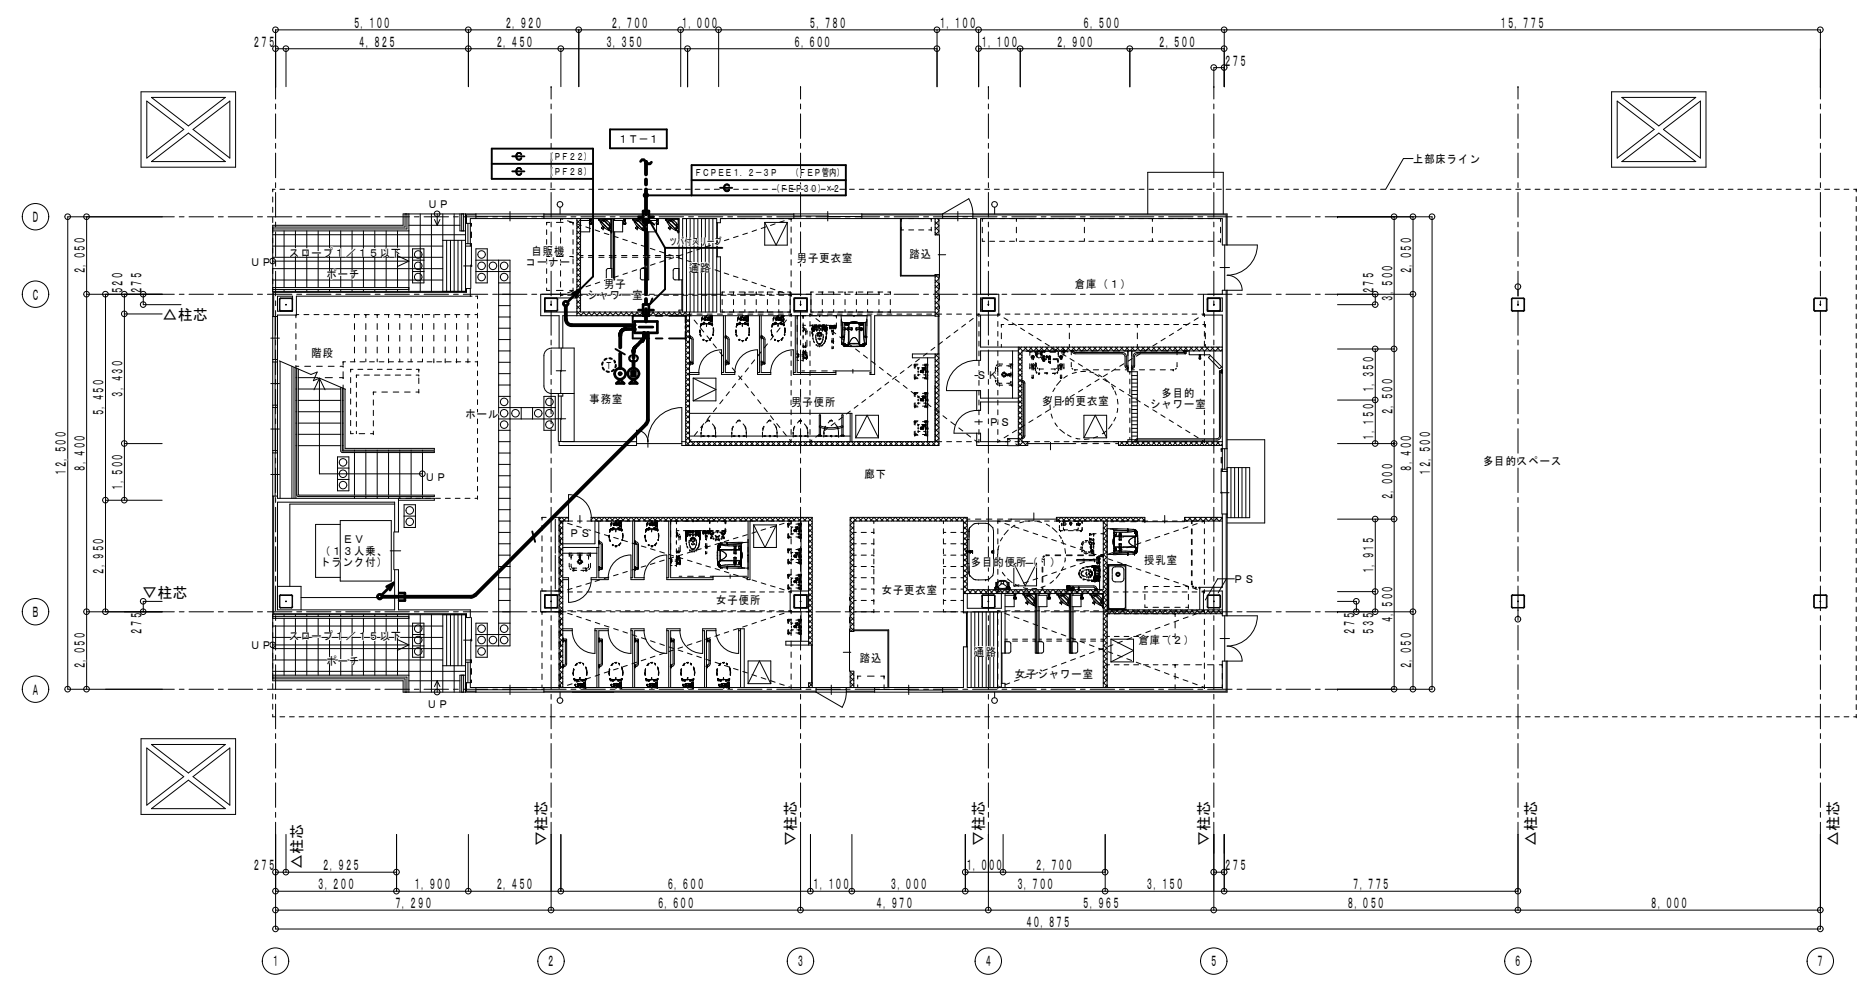 5,100 2,920 2,700 1,000 5,780 1,100 6,500 15,775
275 4,825 2,450 3,350 6,600 1,100 2,900 2,500
275
1T-1
(PF22)
(PF28)
FCPEE1.2-3P (FEP管内)
(FEP30)×2
上部床ライン
D
C
B
A
UP
UP
スロープ1/15以下
ポーチ
自販機
コーナー
男子
シャワー室
通路
男子更衣室
踏込
倉庫(1)
2,050
520
275
△柱芯
12,500
8,400
5,450
3,430
1,500
2,950
▽柱芯
275
2,050
階段
ホール
事務室
男子便所
SK
PS
多目的更衣室
多目的
シャワー室
UP
廊下
多目的スペース
EV
(13人乗、
トランク付)
PS
女子便所
女子更衣室
多目的便所(1)
授乳室
PS
UP
スロープ1/15以下
ポーチ
UP
踏込
通路
女子シャワー室
倉庫(2)
2,050
275
3,500
1,350
1,150
2,500
2,000
8,400
12,500
1,915
275
535
4,500
2,050
△柱芯
▽柱芯
▽柱芯
▽柱芯
▽柱芯
△柱芯
△柱芯
275 2,925 1,000 2,700 275
3,200 1,900 2,450 6,600 1,100 3,000 3,700 3,150 7,775
7,290 6,600 4,970 5,965 8,050 8,000
40,875
1 2 3 4 5 6 7